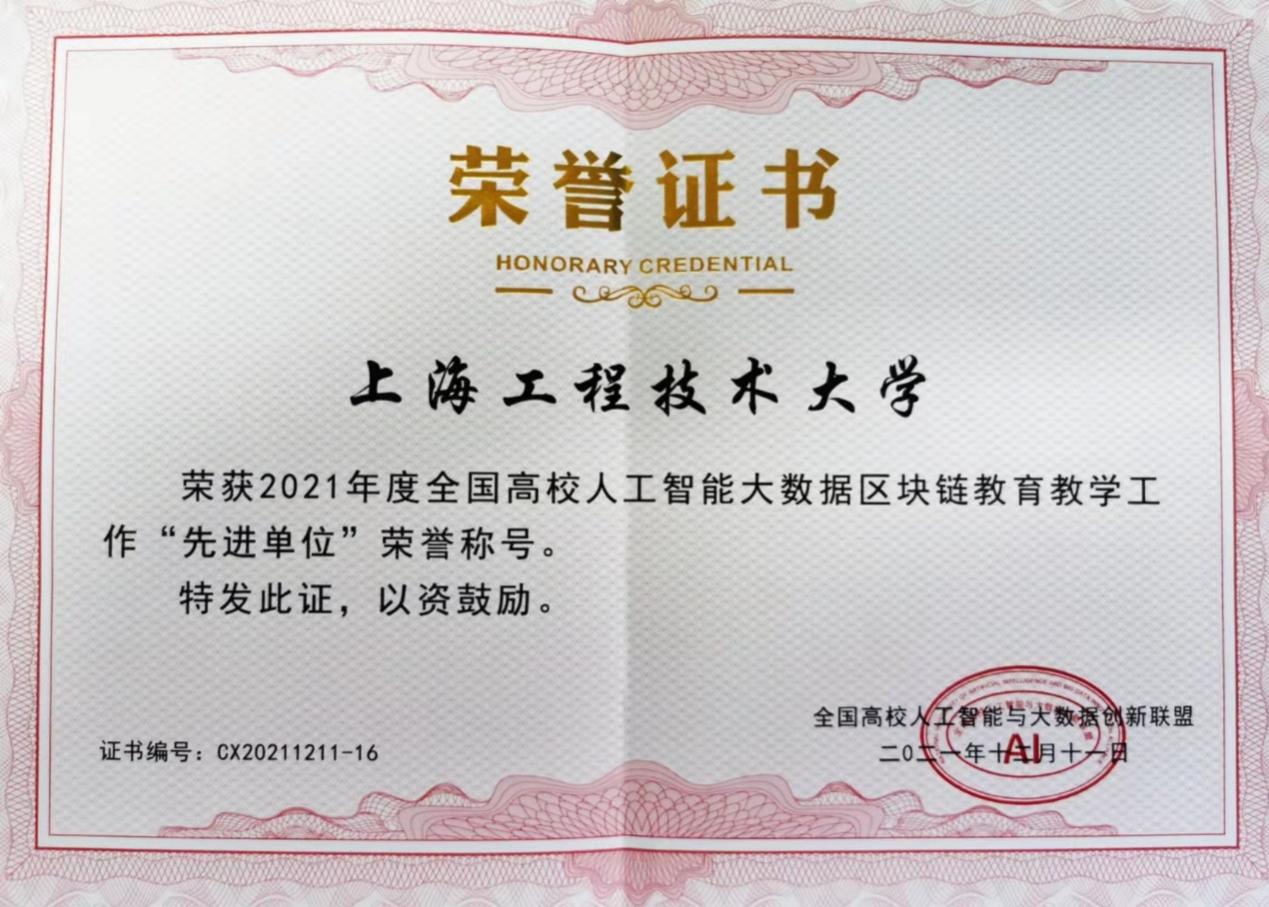 荣誉证书
HONORARY CREDENTIAL
上海工程技术大学
荣获2021年度全国高校人工智能大数据区块链教育教学工
作“先进单位”荣誉称号。
特发此证，以资鼓励。
全国高校人工智能与大数据创新联盟
证书编号：CX20211211-16
二〇二一年十二月十一日
AI